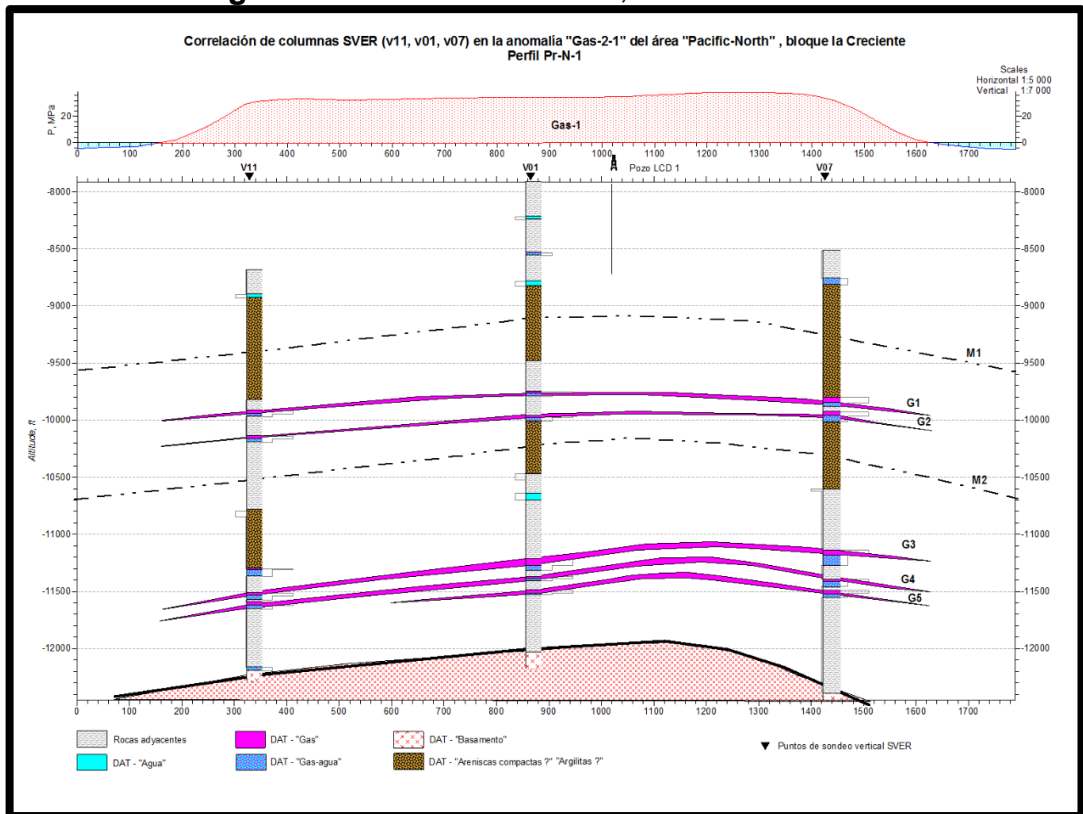 Correlación de columnas SVER (v11, v01, v07) en la anomalía "Gas-2-1" del área "Pacific-North" , bloque la Creciente
Perfil Pr-N-1
Scales
Horizontal 1:5 000
Vertical 1:7 000
P, MPa
20
0
Gas-1
20
0
0 100 200 300 400 500 600 700 800 900 1000 1100 1200 1300 1400 1500 1600 1700
V11
V01
Pozo LCD 1
V07
-8000 -8000
-8500 -8500
-9000 -9000
M1
-9500 -9500
G1
-10000 -10000
G2
Altitude, ft
M2
-10500 -10500
-11000 -11000
G3
G4
-11500 -11500
G5
-12000 -12000
0 100 200 300 400 500 600 700 800 900 1000 1100 1200 1300 1400 1500 1600 1700
Rocas adyacentes
DAT - "Gas"
DAT - "Basamento"
Puntos de sondeo vertical SVER
DAT - "Agua"
DAT - "Gas-agua"
DAT - "Areniscas compactas ?" "Argilitas ?"